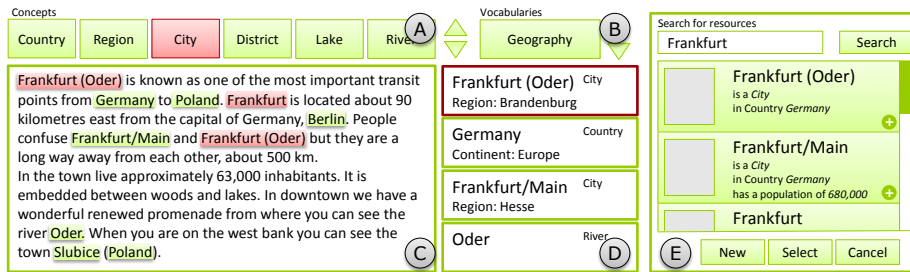 Concepts
Country Region City District Lake River A
Vocabularies
Geography B
Frankfurt (Oder) is known as one of the most important transit
points from Germany to Poland. Frankfurt is located about 90
kilometres east from the capital of Germany, Berlin. People
confuse Frankfurt/Main and Frankfurt (Oder) but they are a
long way away from each other, about 500 km.
In the town live approximately 63,000 inhabitants. It is
embedded between woods and lakes. In downtown we have a
wonderful renewed promenade from where you can see the
river Oder. When you are on the west bank you can see the
town Slubice (Poland).
C
Frankfurt (Oder) City
Region: Brandenburg
Germany Country
Continent: Europe
Frankfurt/Main City
Region: Hesse
Oder River
D
Search for resources
Frankfurt Search
Frankfurt (Oder)
is a City
in Country Germany
Frankfurt/Main
is a City
in Country Germany
has a population of 680,000
Frankfurt
E New Select Cancel